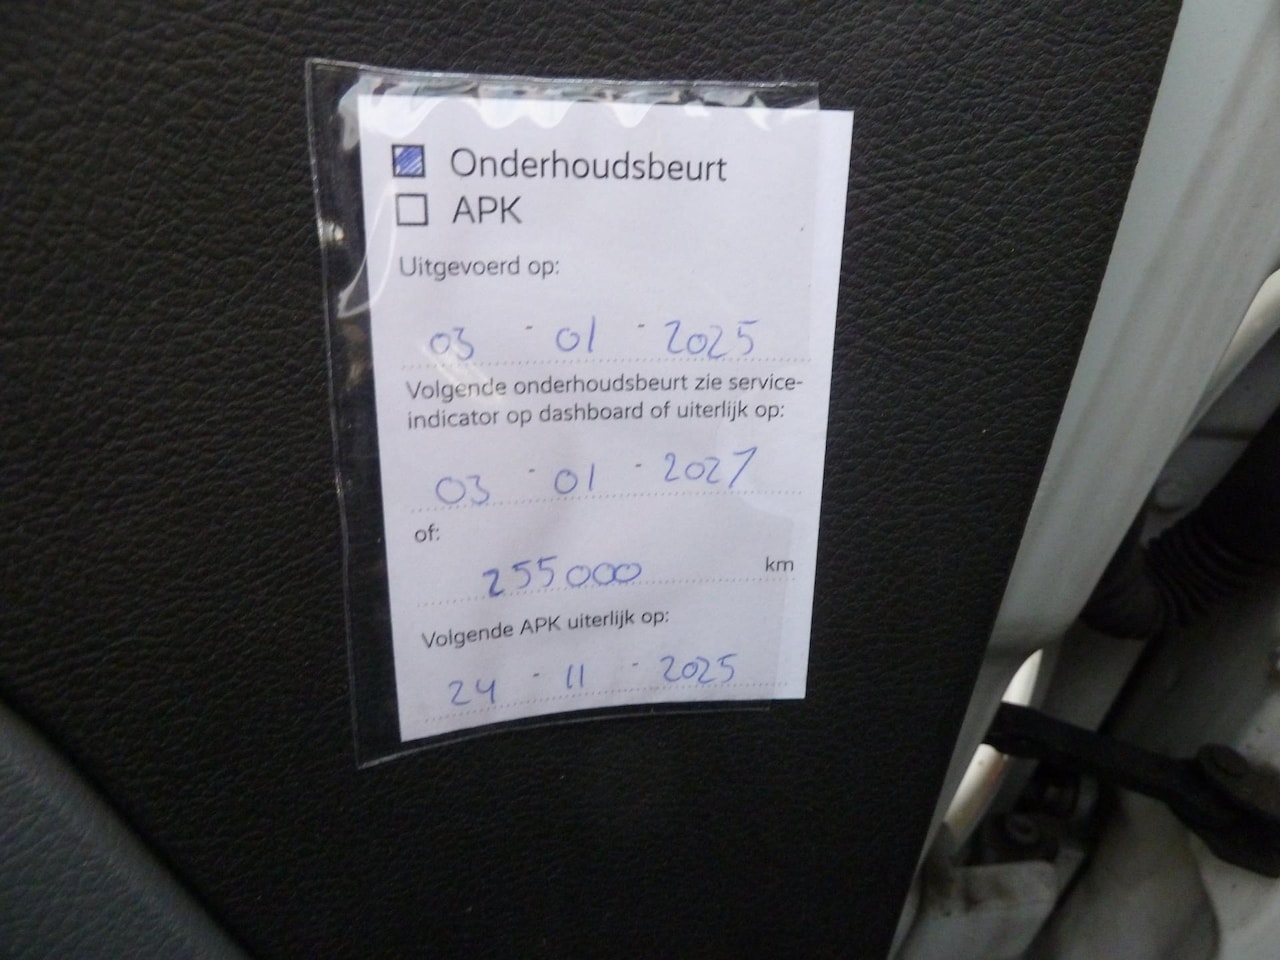 Onderhoudsbeurt
APK
Uitgevoerd op:
03 - 01 - 2025
Volgende onderhoudsbeurt zie service-
indicator op dashboard of uiterlijk op:
03 - 01 - 2027
of:
255000 km
Volgende APK uiterlijk op:
24 - 11 - 2025